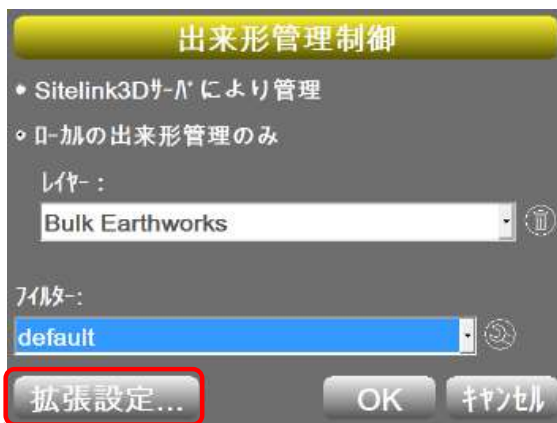 出来形管理制御
Sitelink3Dｻｰﾊﾞにより管理
ﾛｰｶﾙの出来形管理のみ
ﾚｲﾔｰ：
Bulk Earthworks
ﾌｨﾙﾀｰ:
default
拡張設定...
OK
ｷｬﾝｾﾙ